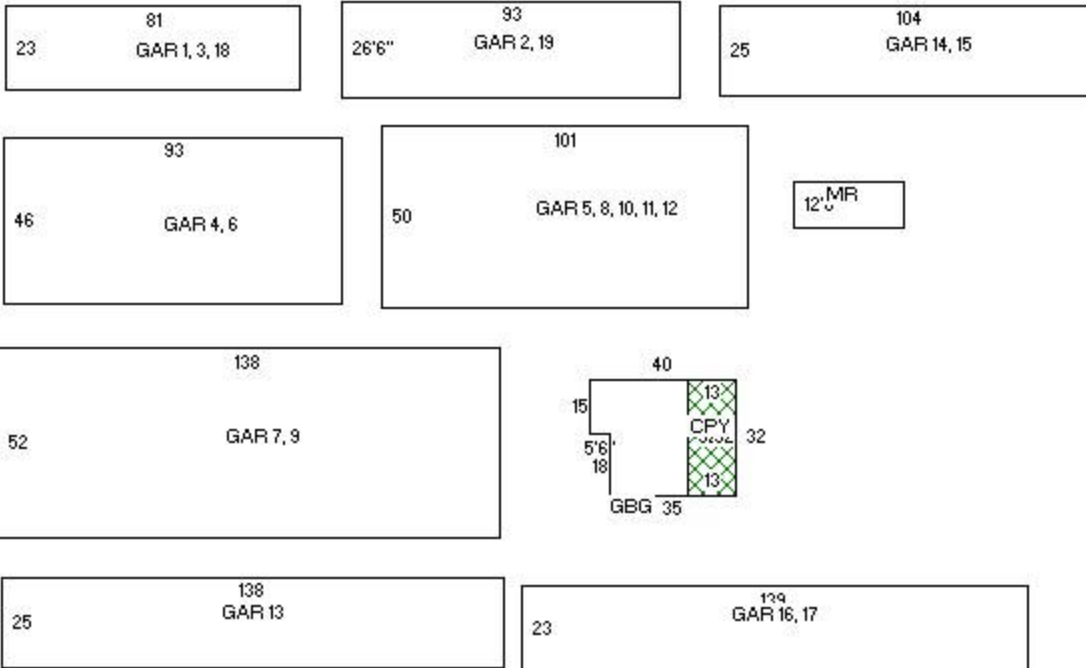 81
23 GAR 1, 3, 18
93
26'6" GAR 2, 19
104
25 GAR 14, 15
93
46 GAR 4, 6
101
50 GAR 5, 8, 10, 11, 12
MR
138
52 GAR 7, 9
40
13
15
CPY
32
5'6"
18
13
GBG 35
138
25 GAR 13
139
23 GAR 16, 17